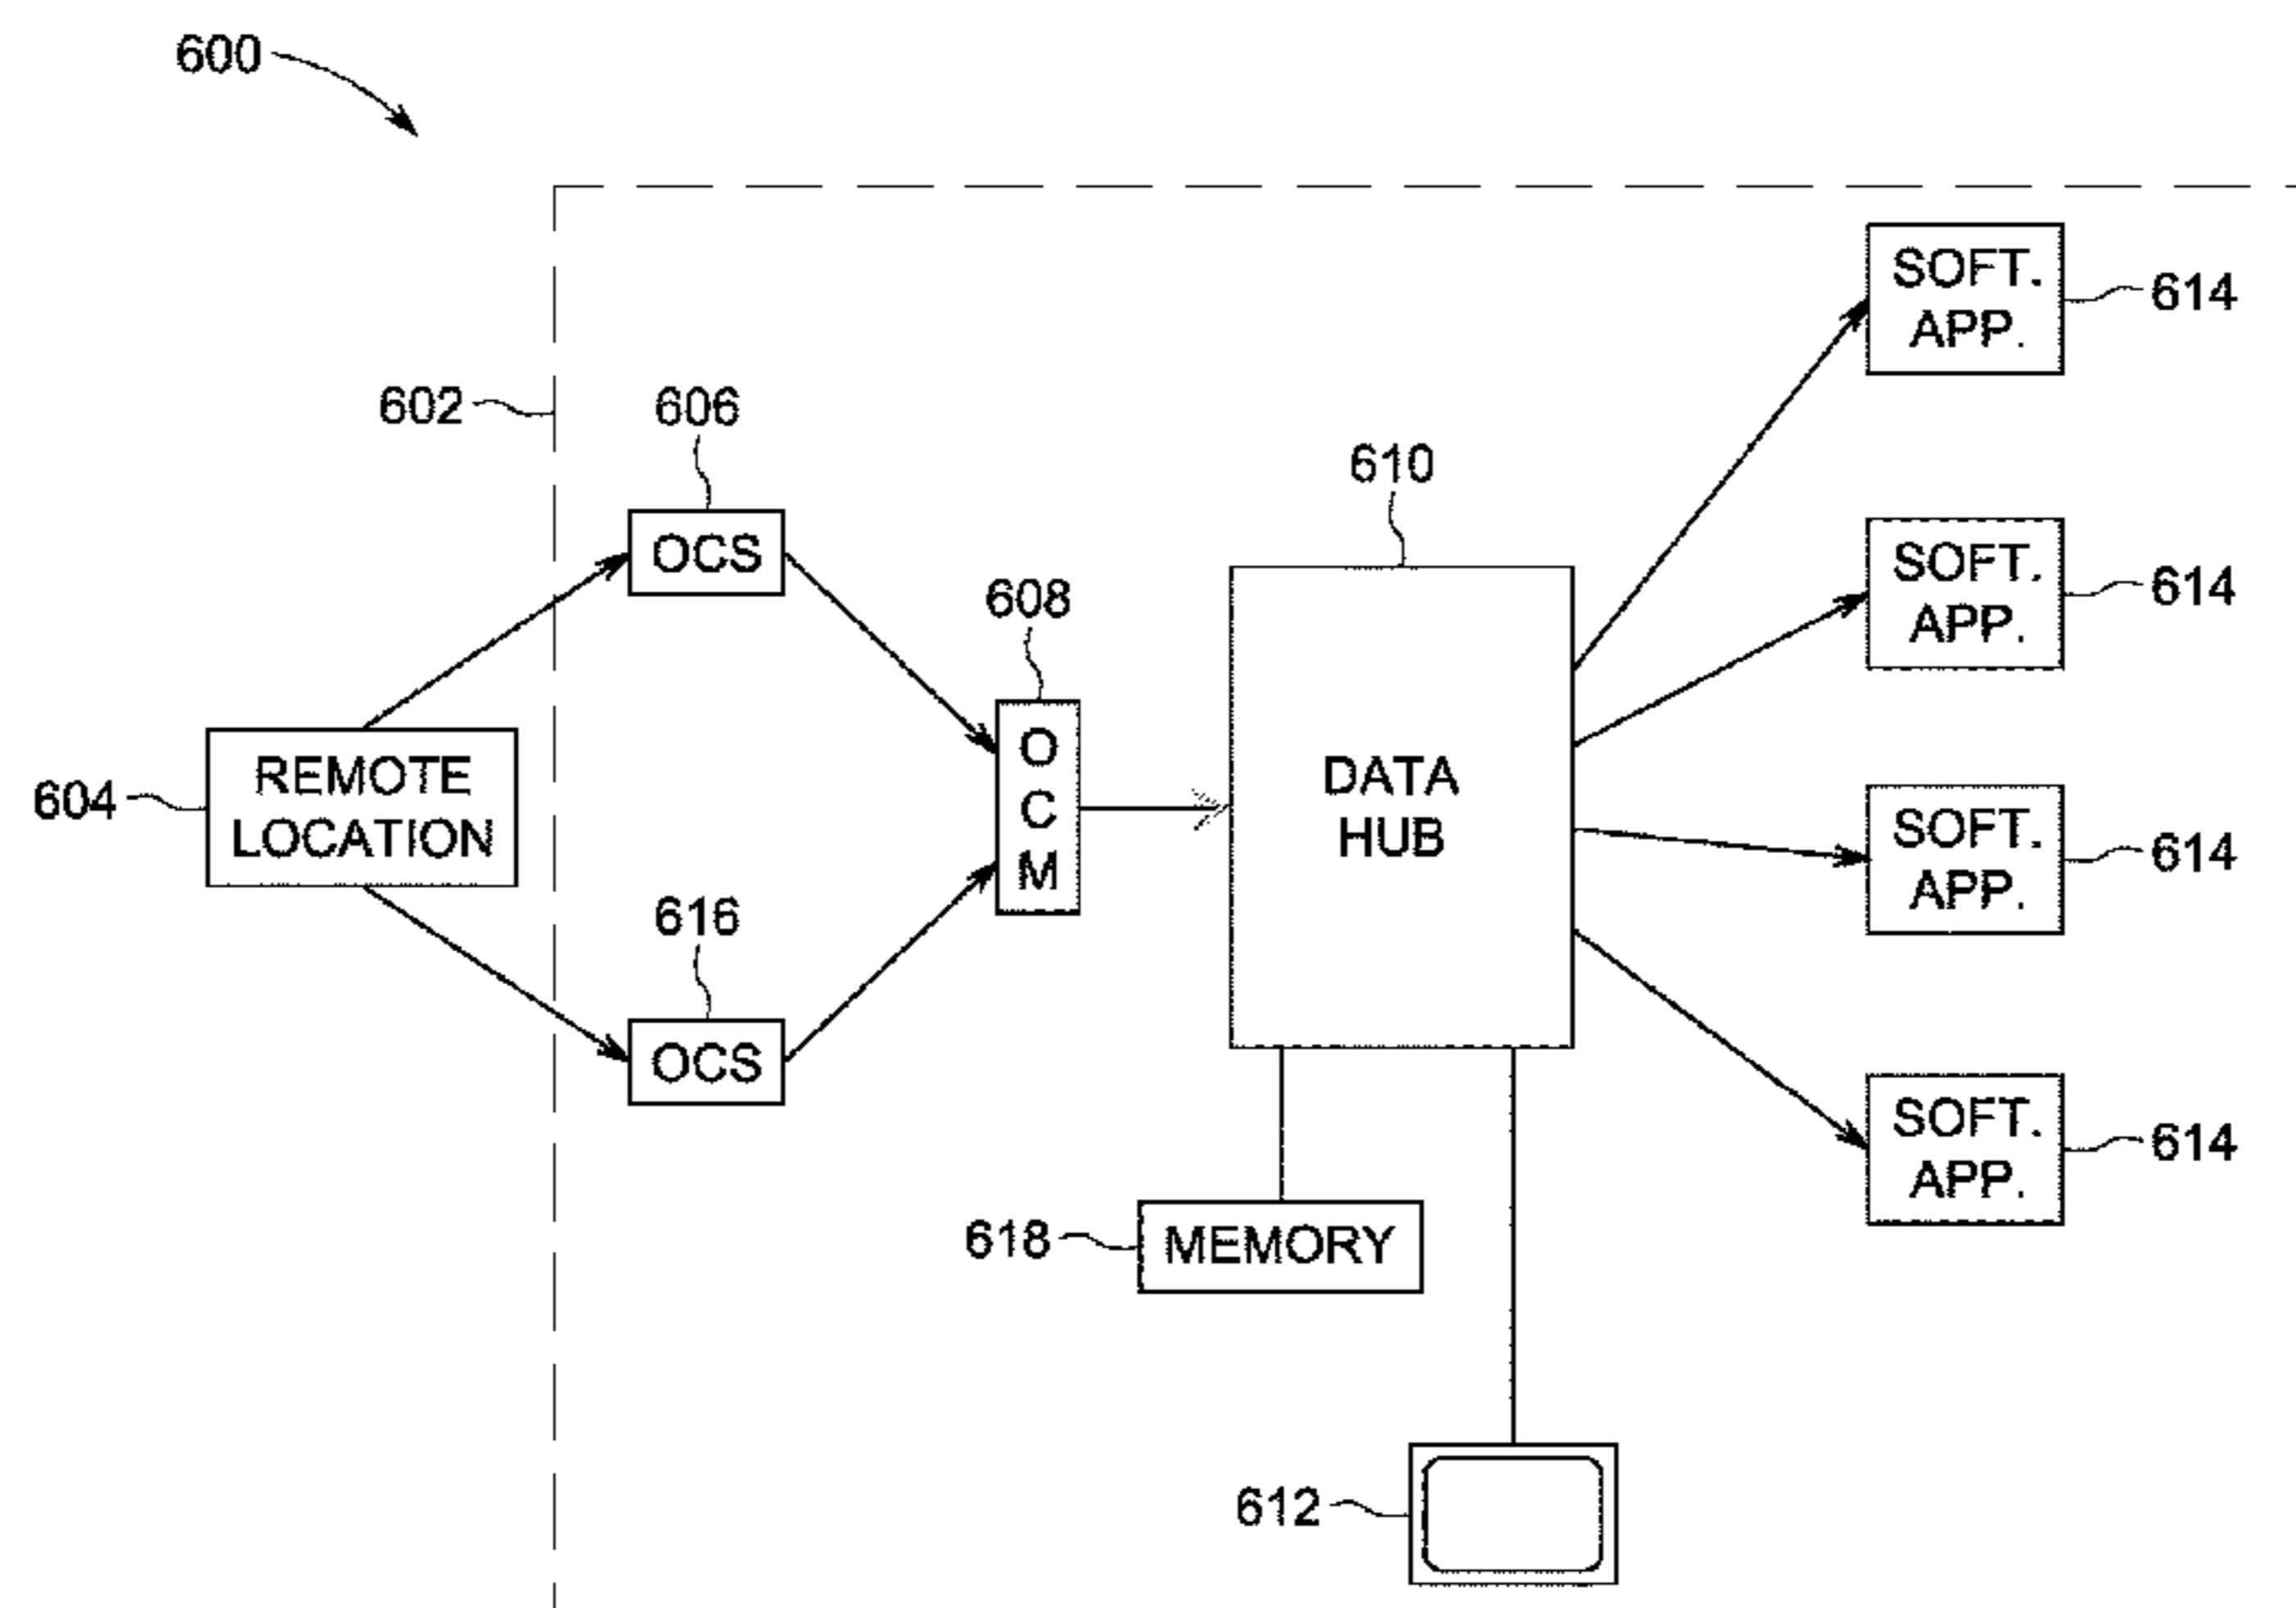 600
SOFT.
APP.
614
602
606
610
OCS
608
SOFT.
APP.
614
O
C
M
604
REMOTE
LOCATION
DATA
HUB
SOFT.
APP.
614
616
OCS
SOFT.
APP.
614
618
MEMORY
612